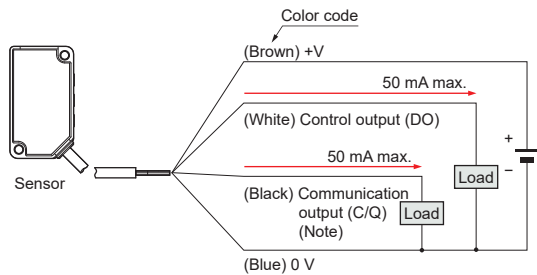 Color code
(Brown) +V
50 mA max.
(White) Control output (DO)
+
−
50 mA max.
Load
Sensor
(Black) Communication
output (C/Q)
(Note)
Load
(Blue) 0 V